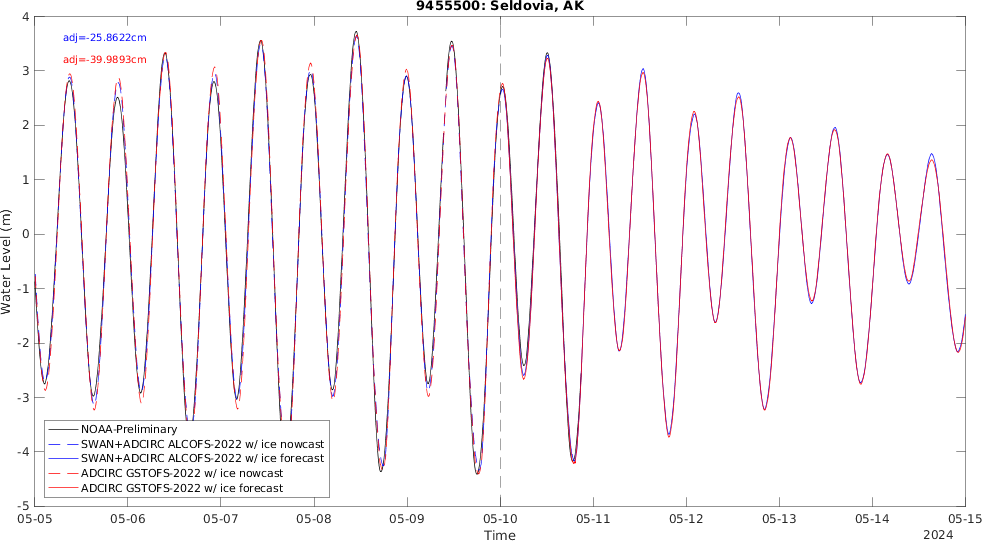 9455500: Seldovia, AK
adj=-25.8622cm
adj=-39.9893cm
4
3
2
1
0
-1
-2
-3
-4
-5
Water Level (m)
NOAA-Preliminary
SWAN+ADCIRC ALCOFS-2022 w/ ice nowcast
SWAN+ADCIRC ALCOFS-2022 w/ ice forecast
ADCIRC GSTOFS-2022 w/ ice nowcast
ADCIRC GSTOFS-2022 w/ ice forecast
05-05 05-06 05-07 05-08 05-09 05-10 05-11 05-12 05-13 05-14 05-15
Time
2024